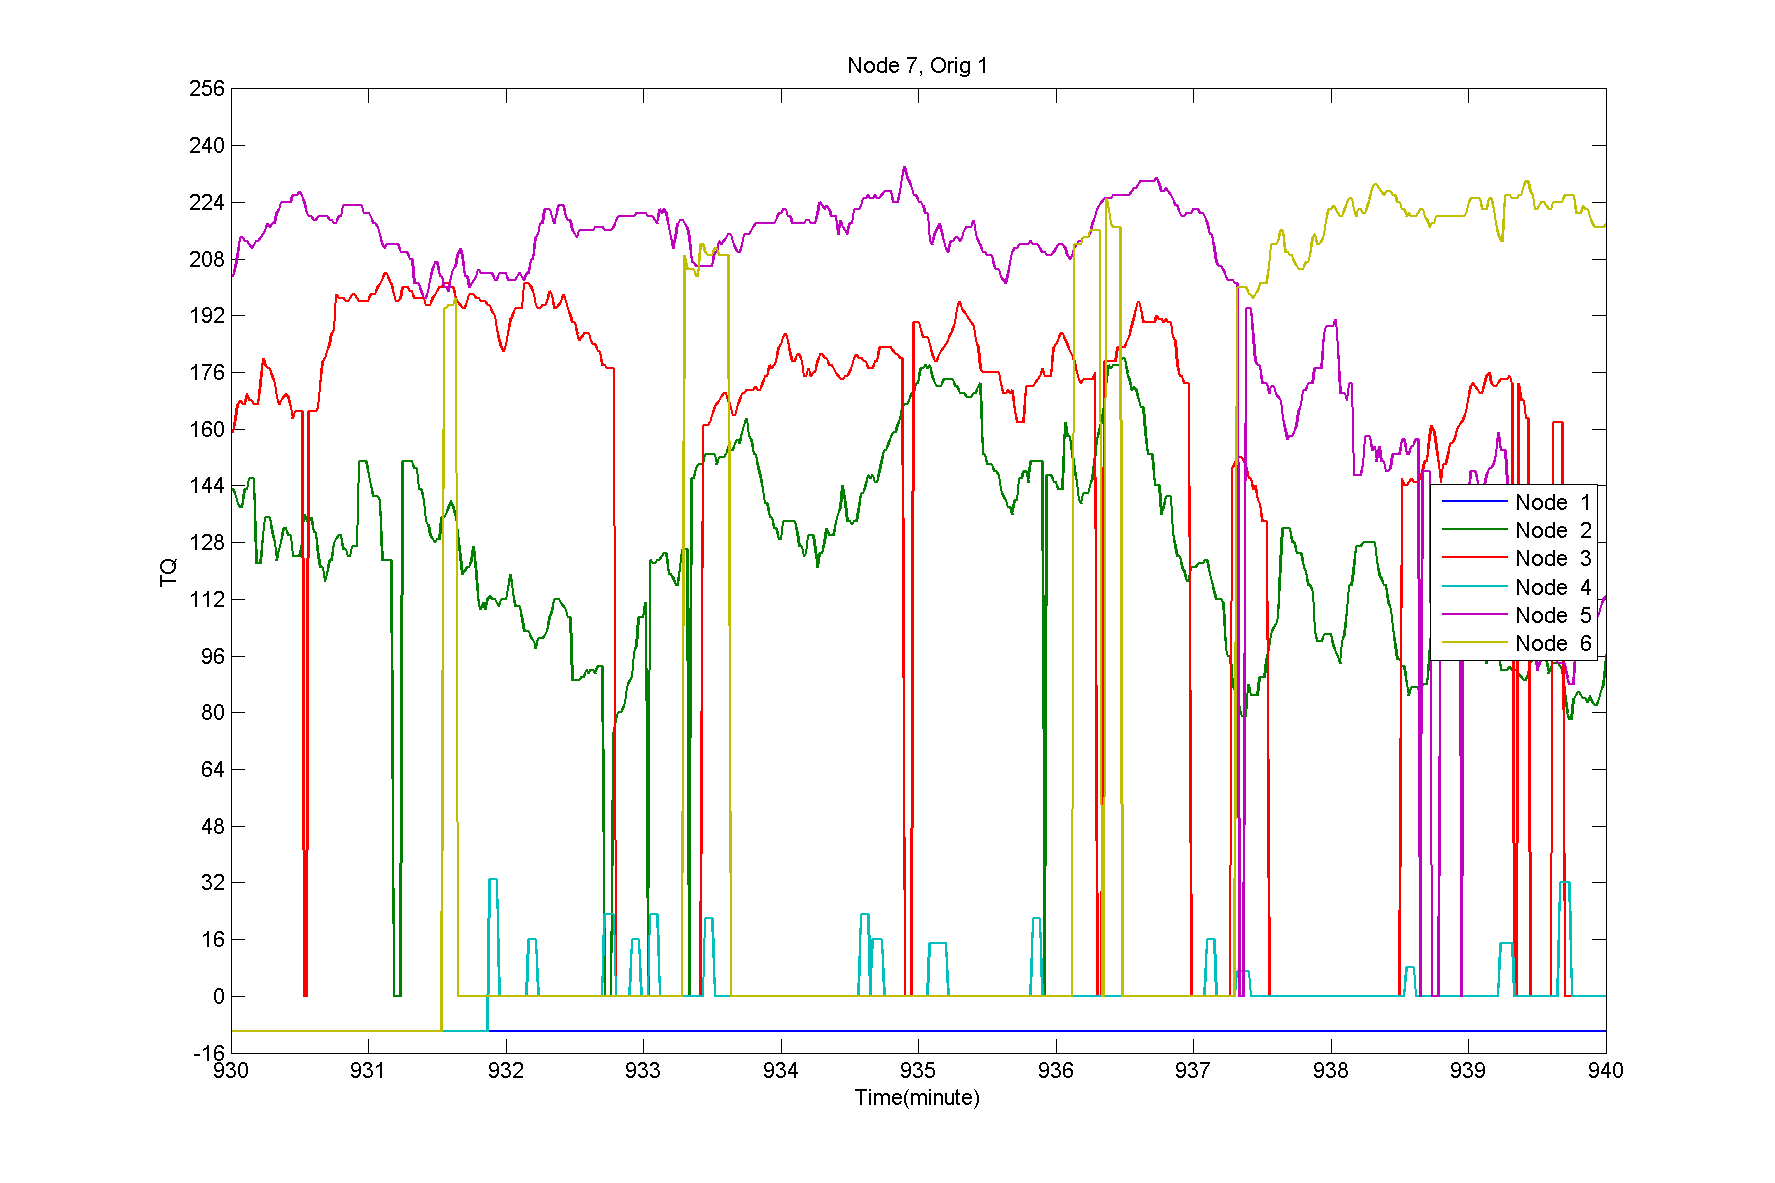 Node 7, Orig 1
256
240
224
208
192
176
160
144
128
112
96
80
64
48
32
16
0
-16
TQ
Node 1
Node 2
Node 3
Node 4
Node 5
Node 6
930 931 932 933 934 935 936 937 938 939 940
Time(minute)